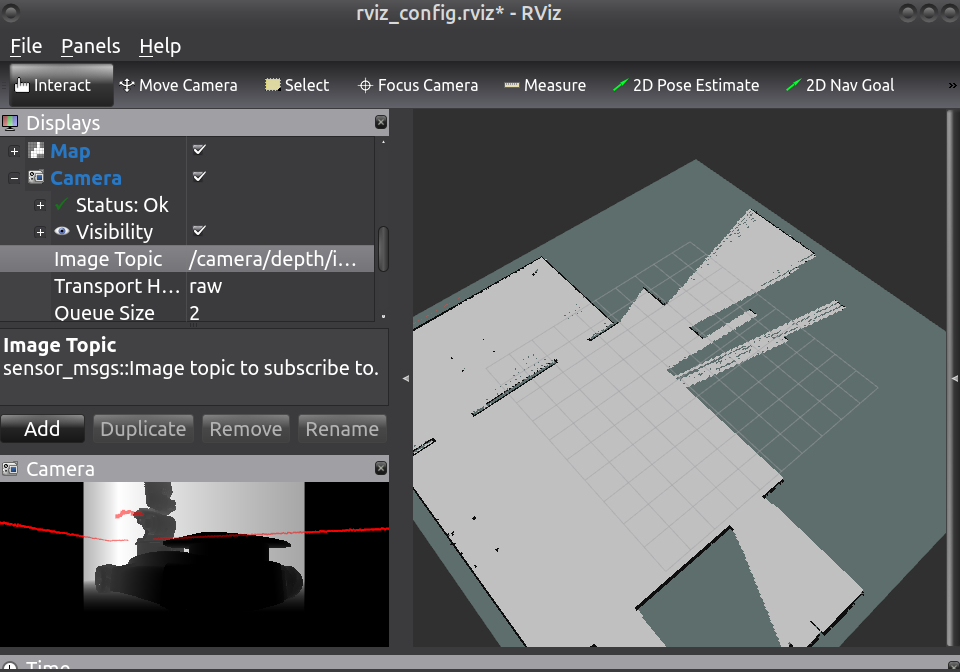 rviz_config.rviz* - RViz
File Panels Help
Interact Move Camera Select Focus Camera Measure 2D Pose Estimate 2D Nav Goal »
Displays
Map
Camera
Status: Ok
Visibility
Image Topic /camera/depth/i...
Transport H... raw
Queue Size 2
Image Topic
sensor_msgs::Image topic to subscribe to.
Add Duplicate Remove Rename
Camera
Time